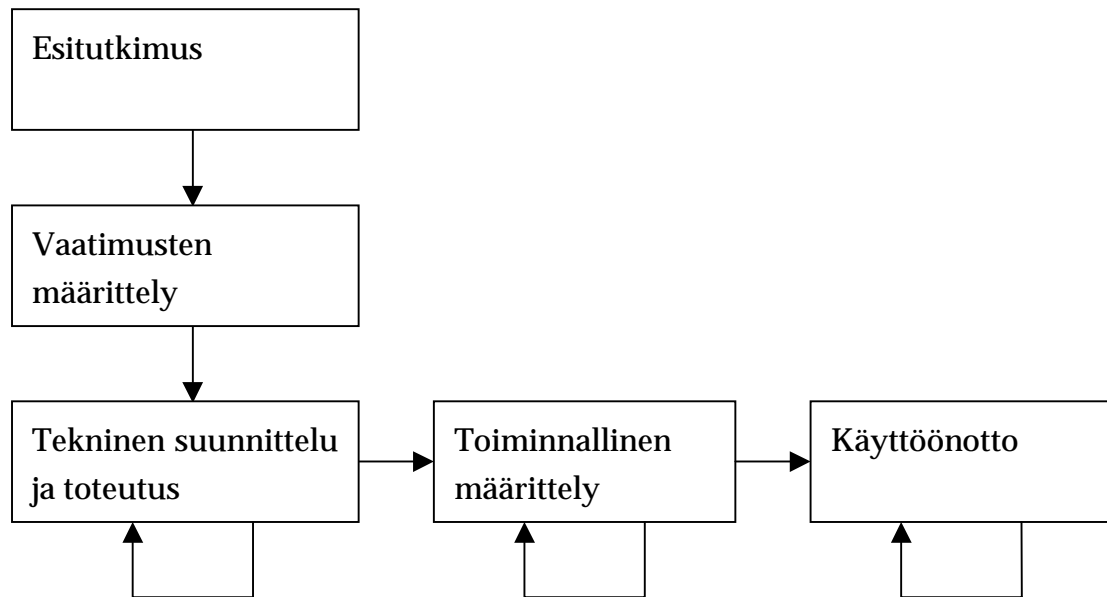 Esitutkimus
Vaatimusten
määrittely
Tekninen suunnittelu
ja toteutus
Toiminnallinen
määrittely
Käyttöönotto